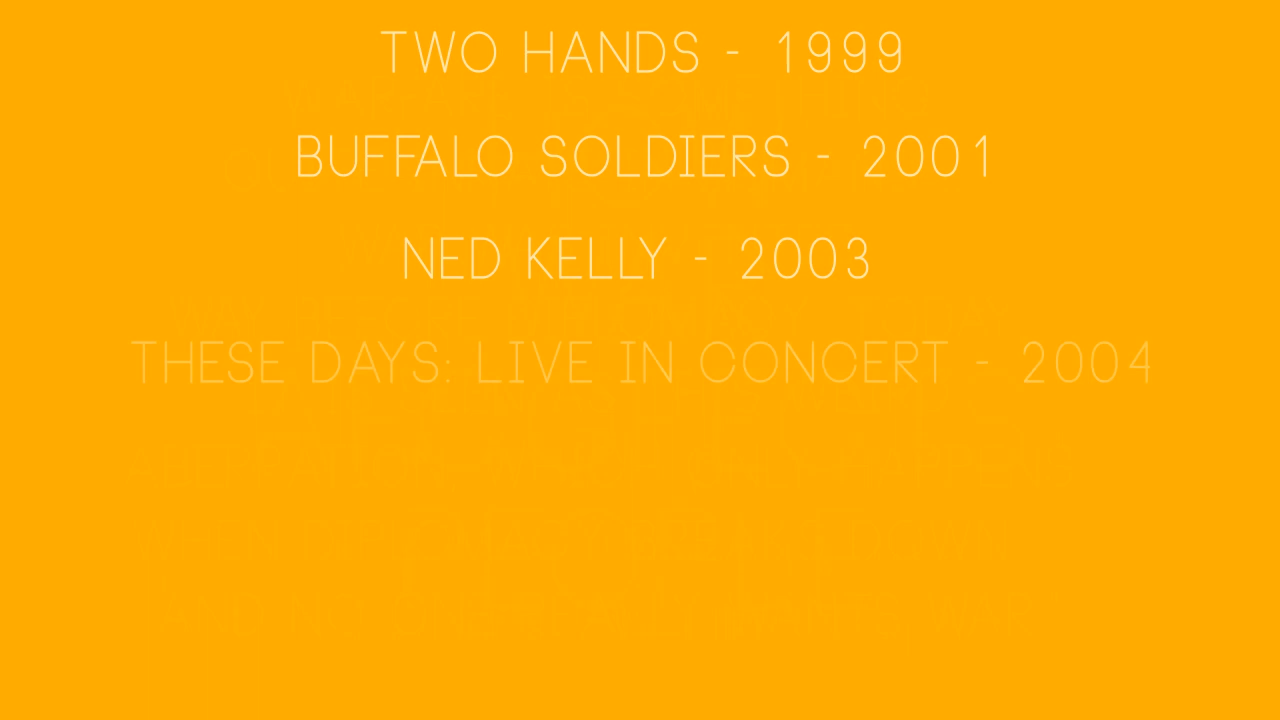 TWO HANDS - 1999
BUFFALO SOLDIERS - 2001
NED KELLY - 2003
THESE DAYS: LIVE IN CONCERT - 2004